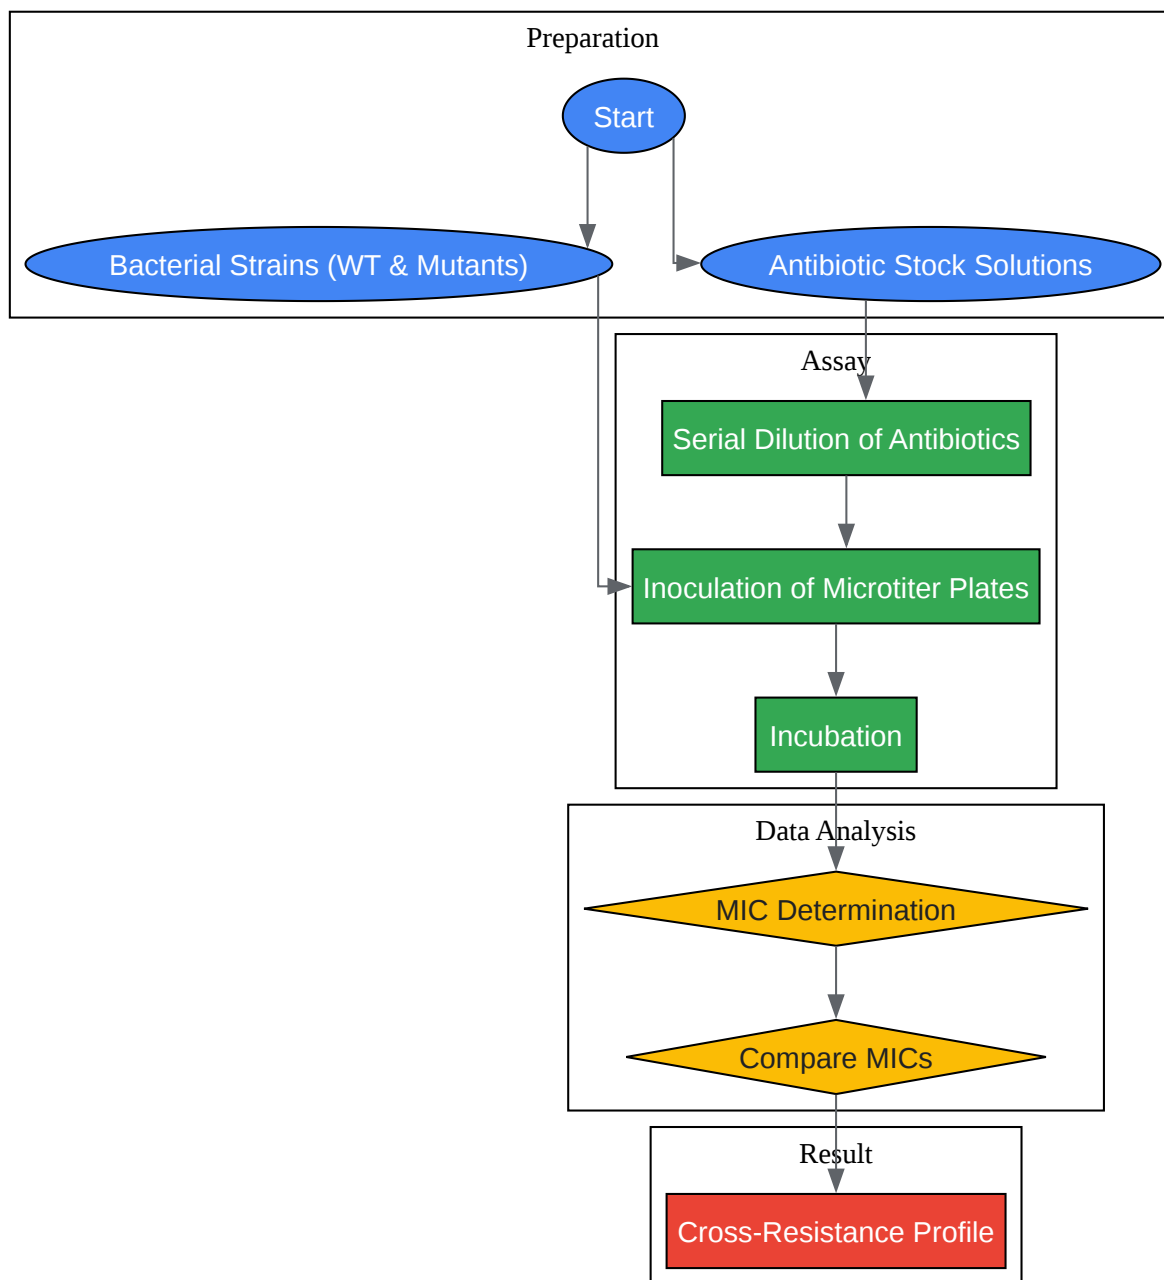 Preparation
Start
Bacterial Strains (WT & Mutants)
Antibiotic Stock Solutions
Assay
Serial Dilution of Antibiotics
Inoculation of Microtiter Plates
Incubation
Data Analysis
MIC Determination
Compare MICs
Result
Cross-Resistance Profile